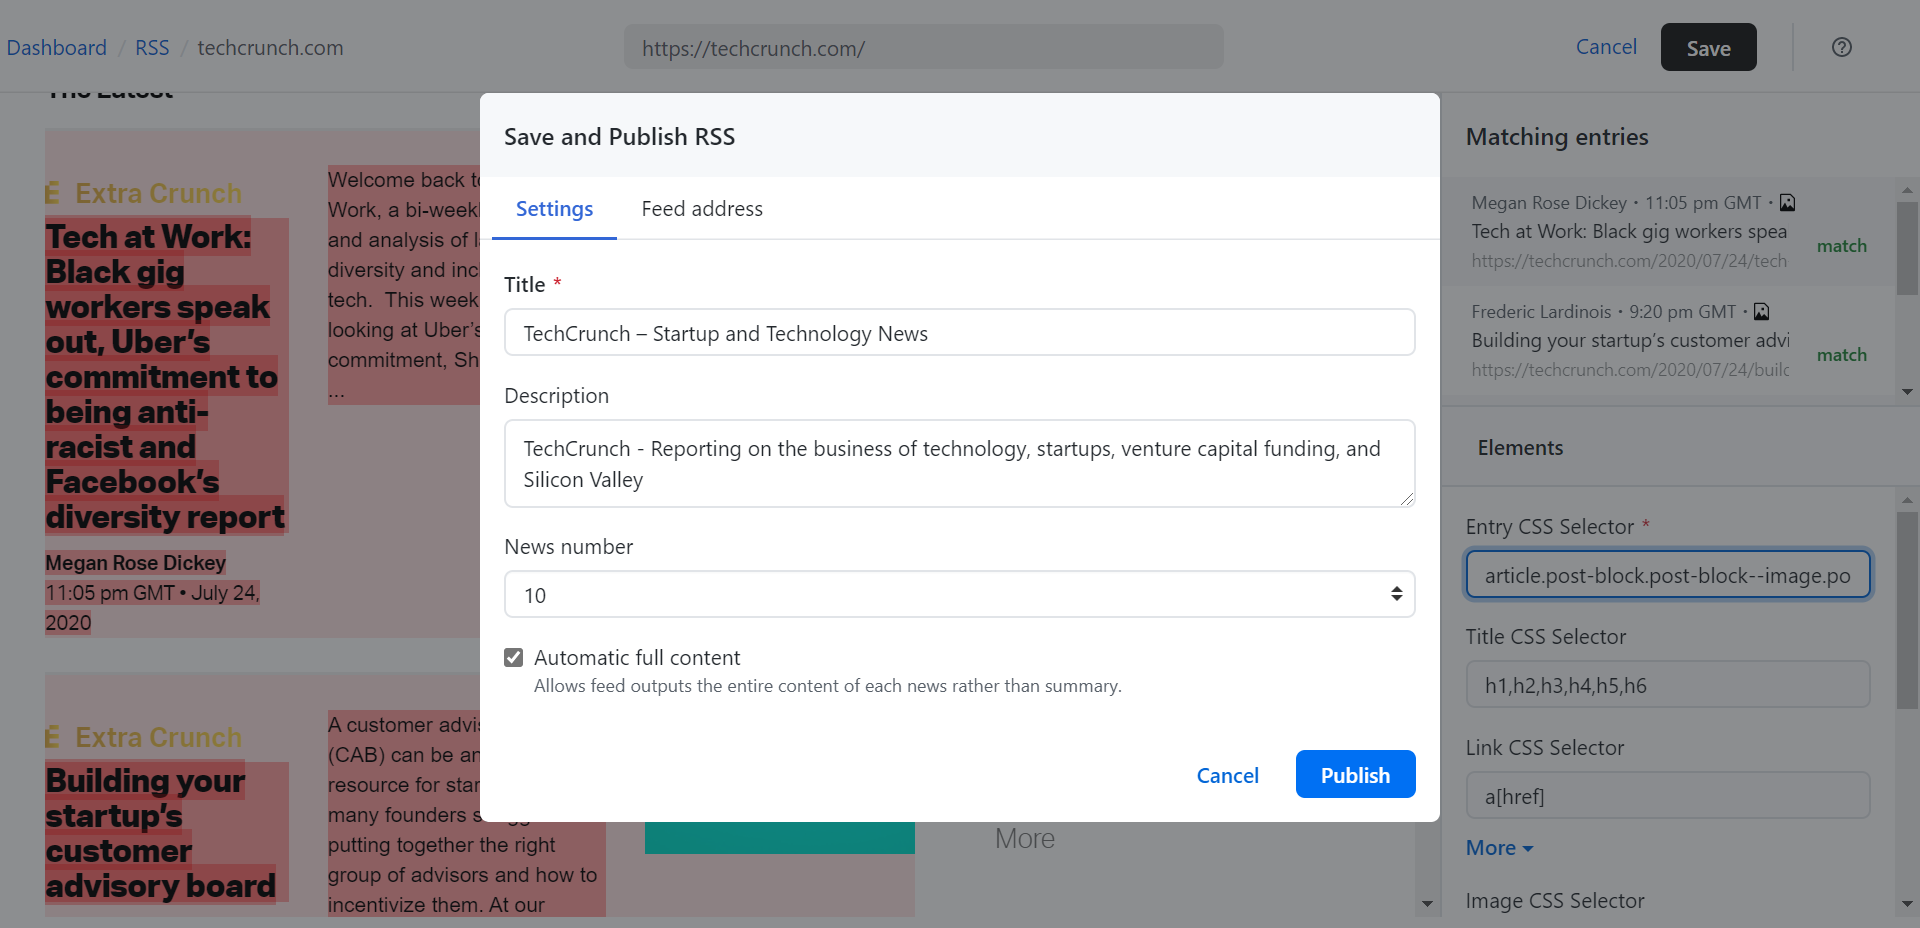 Dashboard / RSS / techcrunch.com
https://techcrunch.com/
Cancel
Save
The Latest
Extra Crunch
Tech at Work:
Black gig
workers speak
out, Uber’s
commitment to
being anti-
racist and
Facebook’s
diversity report
Megan Rose Dickey
11:05 pm GMT • July 24,
2020
Welcome back to
Work, a bi-weekl
and analysis of l
diversity and incl
tech. This week
looking at Uber’s
commitment, Sh
...
Extra Crunch
Building your
startup’s
customer
advisory board
A customer advis
(CAB) can be an
resource for star
many founders s
putting together the right
group of advisors and how to
incentivize them. At our
More
Save and Publish RSS
Settings
Feed address
Title *
TechCrunch – Startup and Technology News
Description
TechCrunch - Reporting on the business of technology, startups, venture capital funding, and
Silicon Valley
News number
10
Automatic full content
Allows feed outputs the entire content of each news rather than summary.
Cancel
Publish
Matching entries
Megan Rose Dickey • 11:05 pm GMT •
Tech at Work: Black gig workers spea
https://techcrunch.com/2020/07/24/tech
match
Frederic Lardinois • 9:20 pm GMT •
Building your startup’s customer advi
https://techcrunch.com/2020/07/24/builc
match
Elements
Entry CSS Selector *
article.post-block.post-block--image.po
Title CSS Selector
h1,h2,h3,h4,h5,h6
Link CSS Selector
a[href]
More
Image CSS Selector